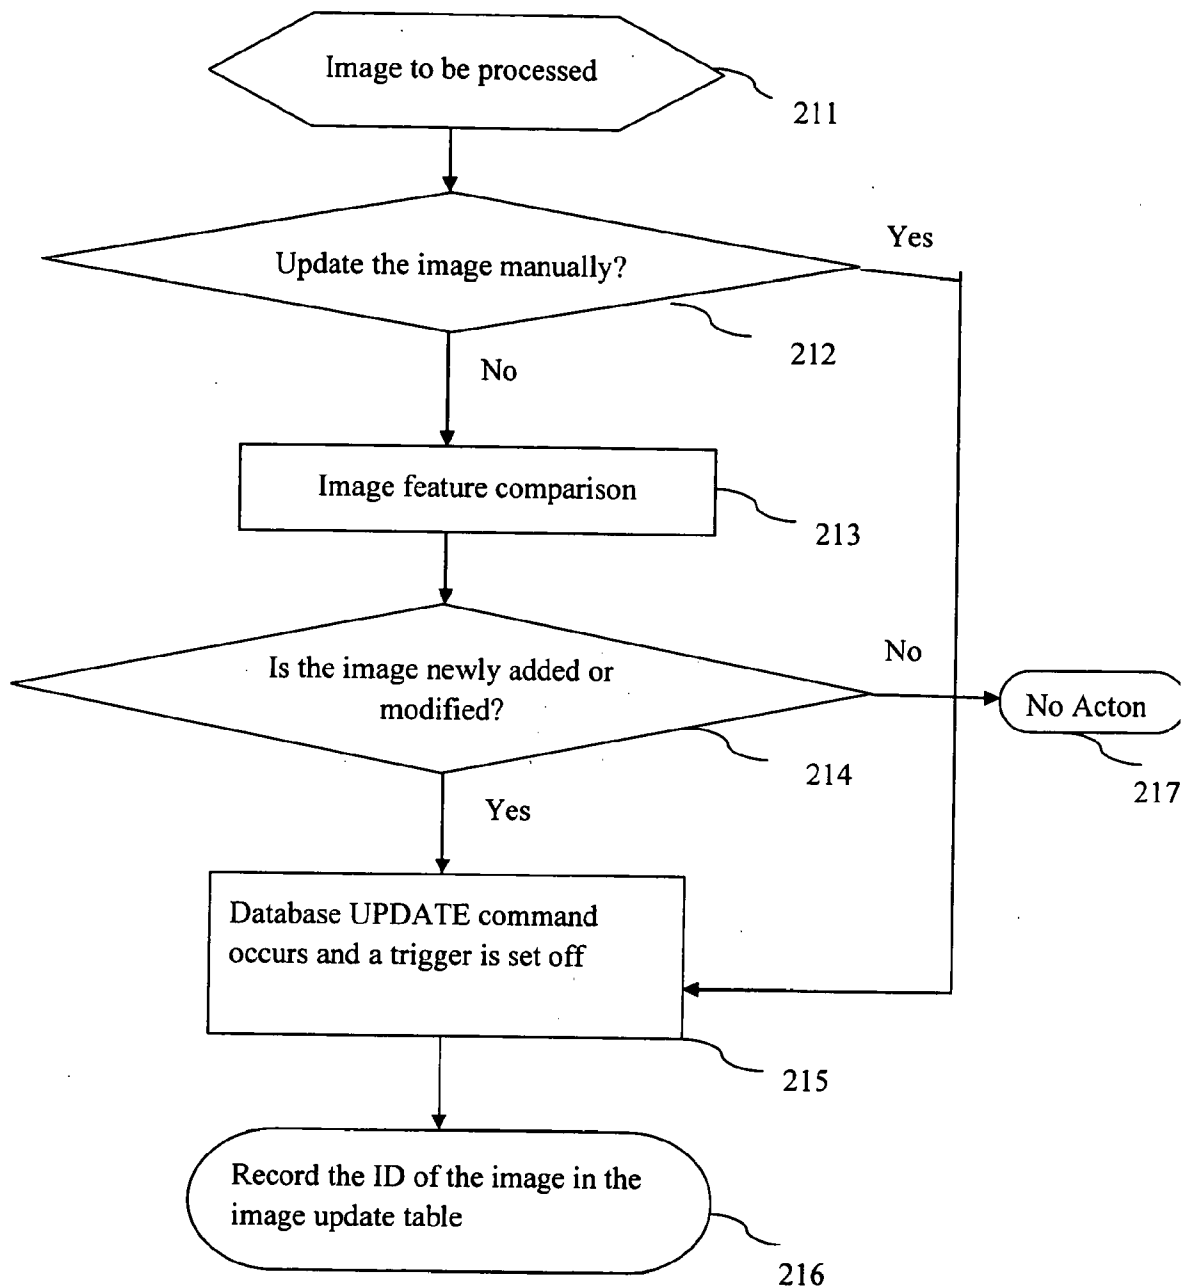 Image to be processed
211
Yes
Update the image manually?
212
No
Image feature comparison
213
No
Is the image newly added or
modified?
No Acton
214
217
Yes
Database UPDATE command
occurs and a trigger is set off
215
Record the ID of the image in the
image update table
216